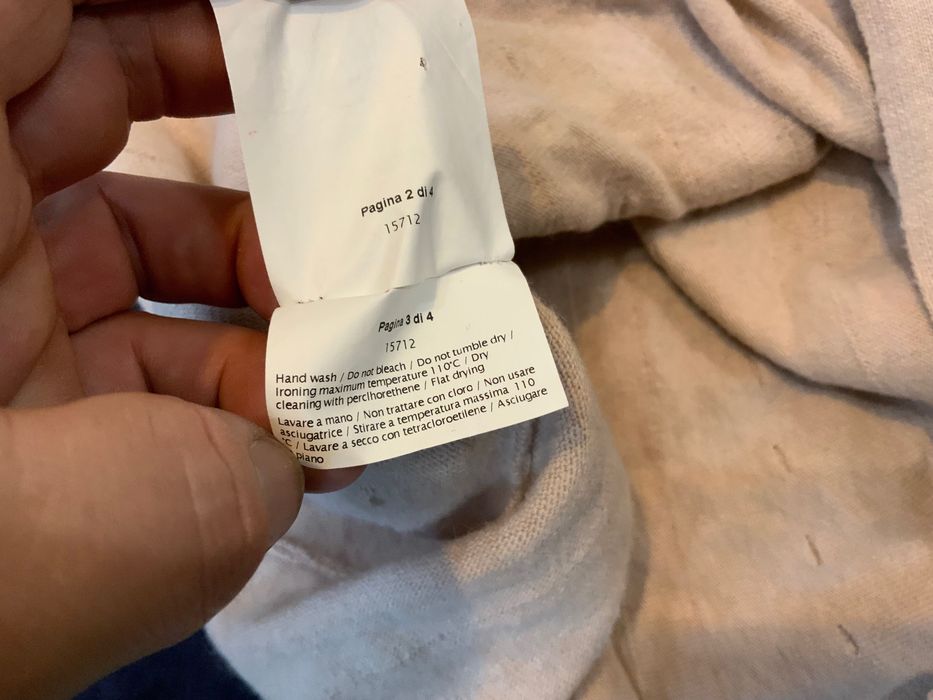 Pagina 2 di 4
15712
Pagina 3 di 4
15712
Hand wash / Do not bleach / Do not tumble dry /
Ironing maximum temperature 110°C / Dry
cleaning with perclhorethene / Flat drying
Lavare a mano / Non trattare con cloro / Non usare
asciugatrice / Stirare a temperatura massima 110
°C / Lavare a secco con tetracloroetilene / Asciugare
piano